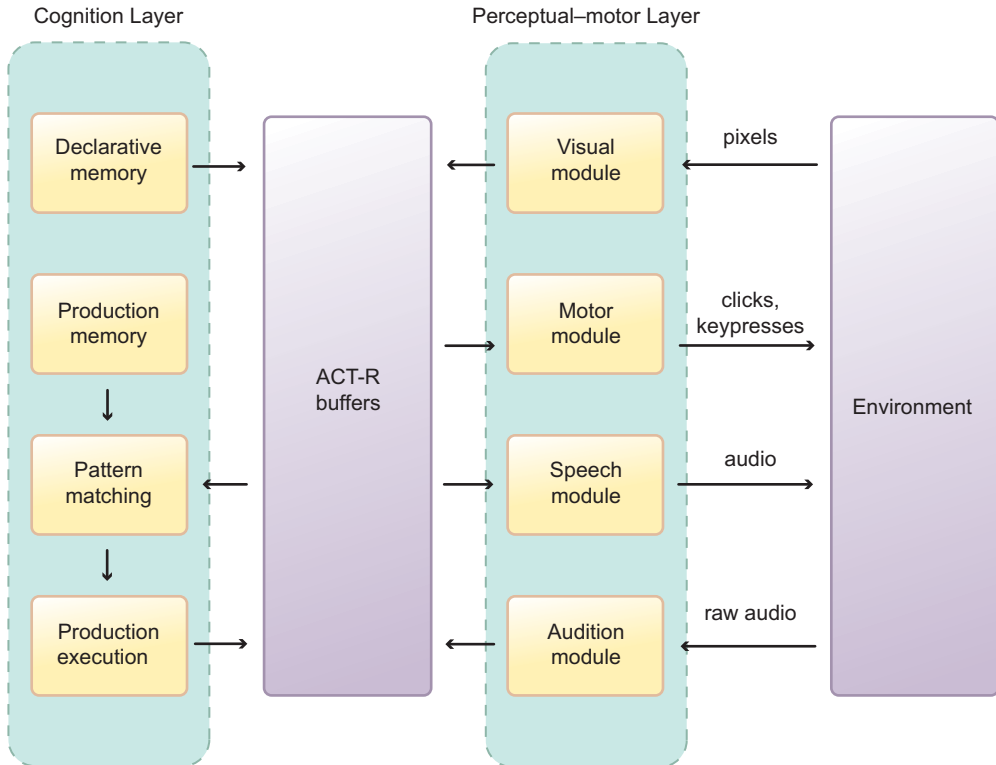 Cognition Layer
Perceptual–motor Layer
Declarative
memory
Visual
module
pixels
Production
memory
Motor
module
clicks,
keypresses
ACT-R
buffers
Environment
Pattern
matching
Speech
module
audio
Production
execution
Audition
module
raw audio